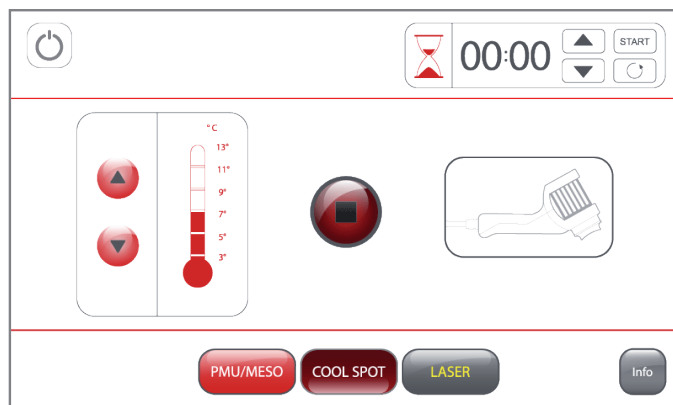 00:00
START
° C
13°
11°
9°
7°
5°
3°
PMU/MESO
COOL SPOT
LASER
Info